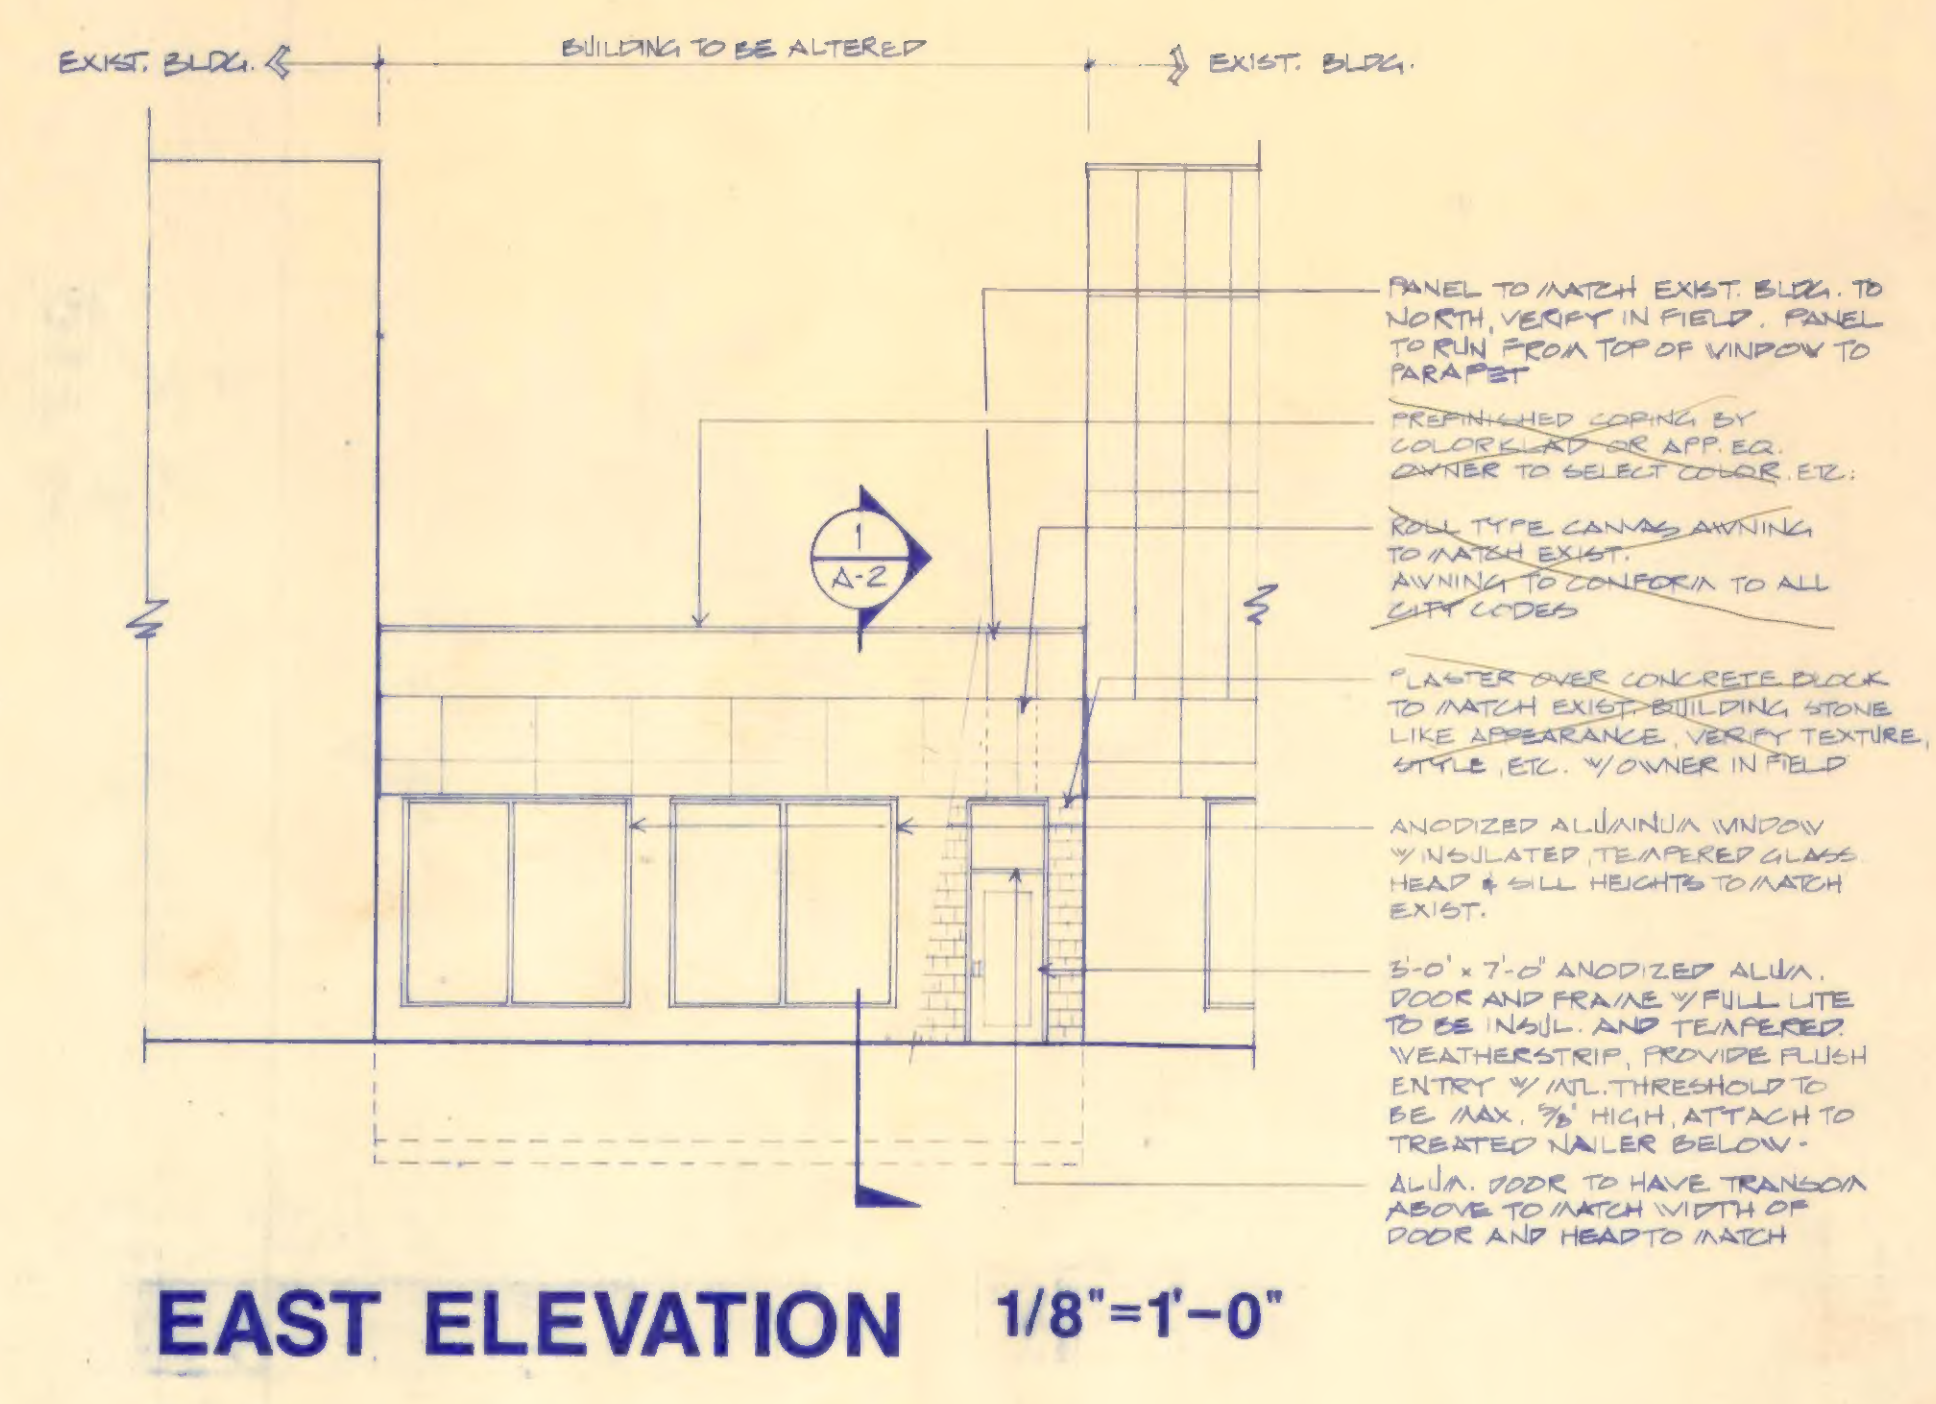 EXIST. BLDG.
BUILDING TO BE ALTERED
EXIST. BLDG.
PANEL TO MATCH EXIST. BLDG. TO
NORTH, VERIFY IN FIELD. PANEL
TO RUN FROM TOP OF WINDOW TO
PARAPET
PREFINISHED COPING BY
COLORKLAD OR APP. EQ.
OWNER TO SELECT COLOR. ETC.
1
A-2
ROLL TYPE CANVAS AWNING
TO MATCH EXIST.
AWNING TO CONFORM TO ALL
CITY CODES
PLASTER OVER CONCRETE BLOCK
TO MATCH EXIST. BUILDING STONE
LIKE APPEARANCE, VERIFY TEXTURE,
STYLE, ETC. W/ OWNER IN FIELD
ANODIZED ALUMINUM WINDOW
W/ INSULATED, TEMPERED GLASS.
HEAD & SILL HEIGHTS TO MATCH
EXIST.
3'-0" x 7'-0" ANODIZED ALUM.
DOOR AND FRAME W/ FULL LITE
TO BE INSUL. AND TEMPERED.
WEATHERSTRIP, PROVIDE FLUSH
ENTRY W/ MTL. THRESHOLD TO
BE MAX. 5/8" HIGH, ATTACH TO
TREATED NAILER BELOW -
ALUM. DOOR TO HAVE TRANSOM
ABOVE TO MATCH WIDTH OF
DOOR AND HEAD TO MATCH
EAST ELEVATION 1/8"=1'-0"